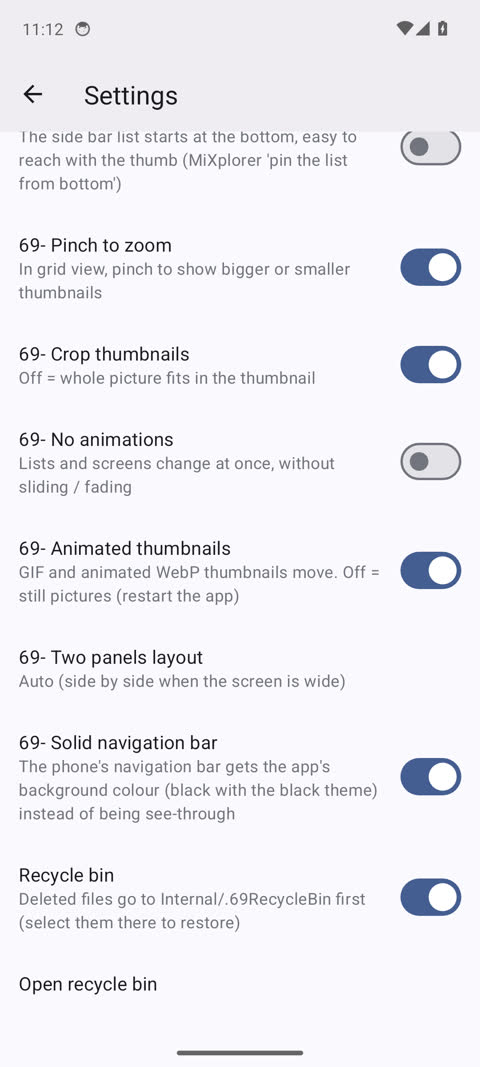 11:12
Settings
The side bar list starts at the bottom, easy to
reach with the thumb (MiXplorer 'pin the list
from bottom')
69- Pinch to zoom
In grid view, pinch to show bigger or smaller
thumbnails
69- Crop thumbnails
Off = whole picture fits in the thumbnail
69- No animations
Lists and screens change at once, without
sliding / fading
69- Animated thumbnails
GIF and animated WebP thumbnails move. Off =
still pictures (restart the app)
69- Two panels layout
Auto (side by side when the screen is wide)
69- Solid navigation bar
The phone's navigation bar gets the app's
background colour (black with the black theme)
instead of being see-through
Recycle bin
Deleted files go to Internal/.69RecycleBin first
(select them there to restore)
Open recycle bin